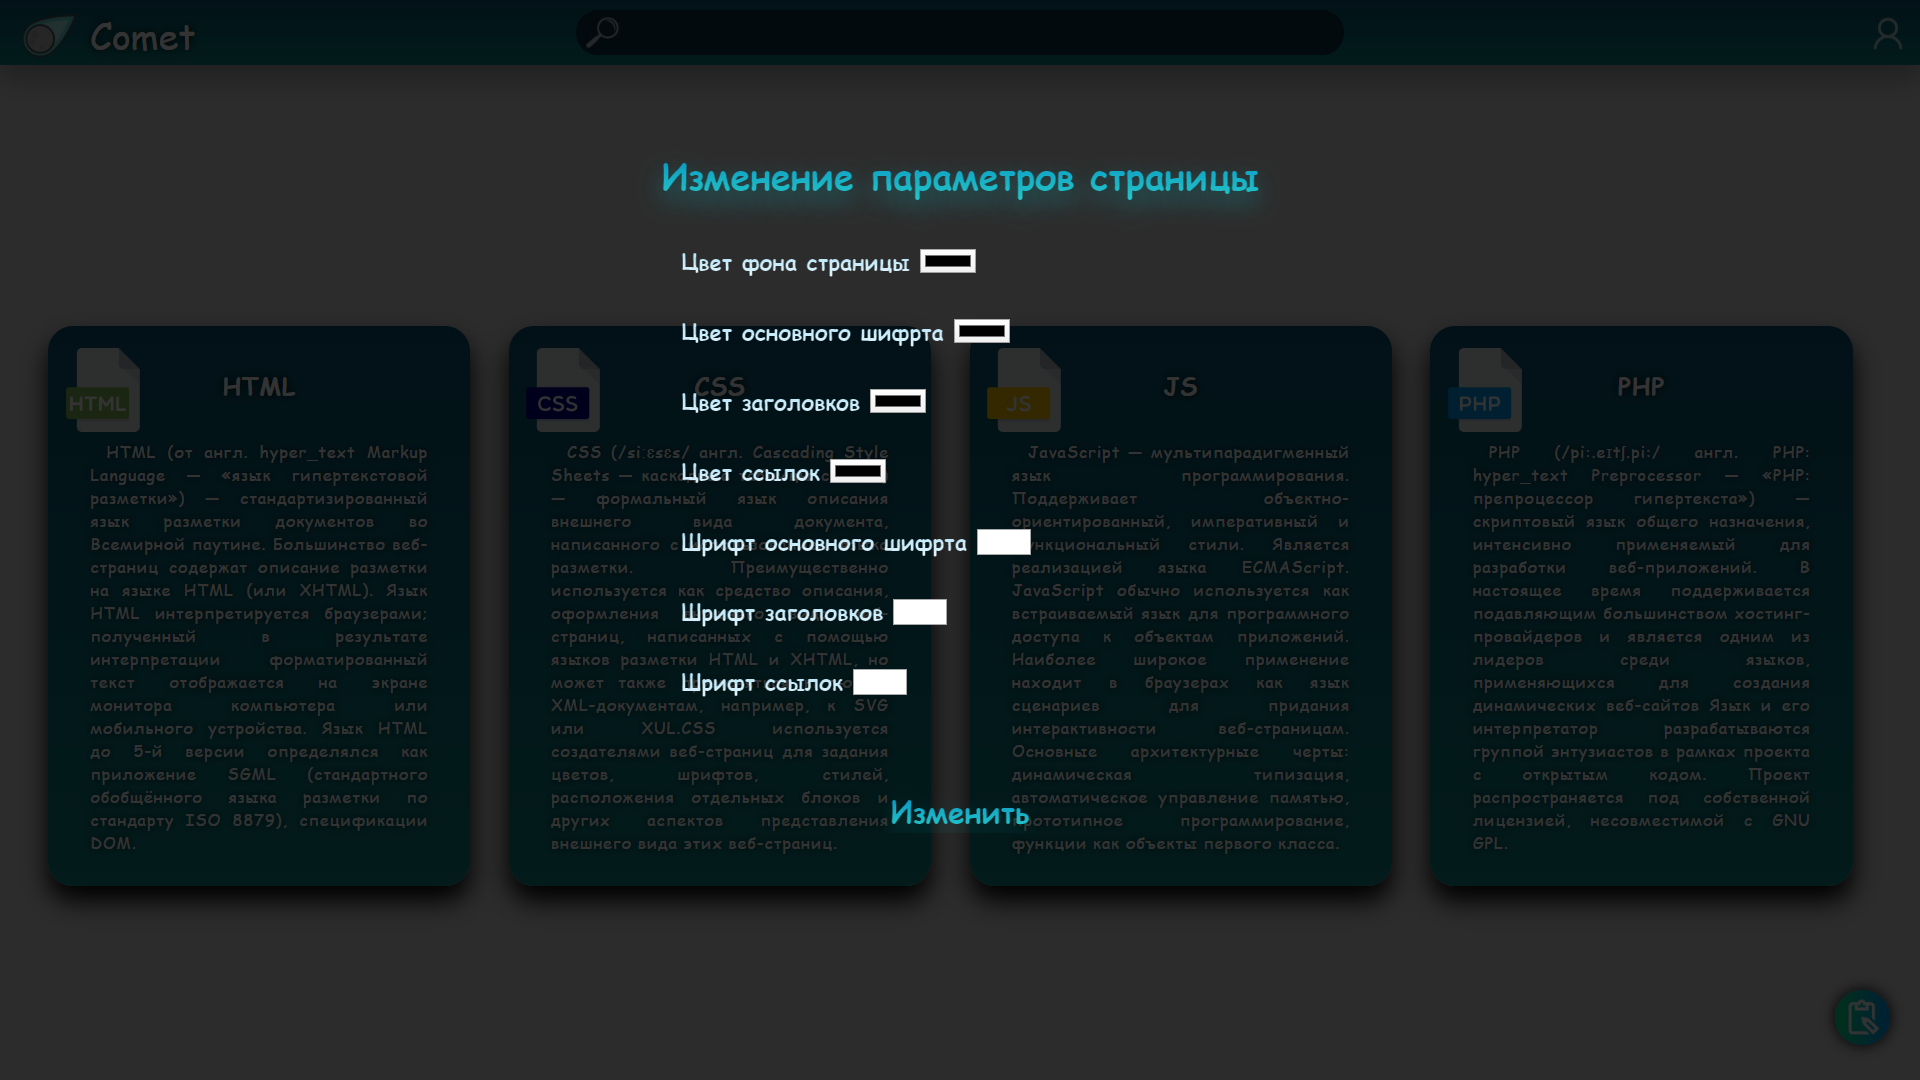 Comet
Изменение параметров страницы
Цвет фона страницы
Цвет основного шифрта
Цвет заголовков
Цвет ссылок
Шрифт основного шифрта
Шрифт заголовков
Шрифт ссылок
Изменить
HTML
HTML
HTML (от англ. hyper_text Markup
Language — «язык гипертекстовой
разметки») — стандартизированный
язык разметки документов во
Всемирной паутине. Большинство веб-
страниц содержат описание разметки
на языке HTML (или XHTML). Язык
HTML интерпретируется браузерами;
полученный в результате
интерпретации форматированный
текст отображается на экране
монитора компьютера или
мобильного устройства. Язык HTML
до 5-й версии определялся как
приложение SGML (стандартного
обобщённого языка разметки по
стандарту ISO 8879), спецификации
DOM.
CSS
CSS
CSS (/siːɛsɛs/ англ. Cascading Style
Sheets —
— формальный язык описания
внешнего вида документа,
написанного с
разметки. Преимущественно
используется как средство описания,
оформления
страниц, написанных с помощью
языков разметки HTML и XHTML, но
может также
XML-документам, например, к SVG
или XUL.CSS используется
создателями веб-страниц для задания
цветов, шрифтов, стилей,
расположения отдельных блоков и
других аспектов представления
внешнего вида этих веб-страниц.
JS
JS
JavaScript — мультипарадигменный
язык программирования.
Поддерживает объектно-
ориентированный, императивный и
функциональный стили. Является
реализацией языка ECMAScript.
JavaScript обычно используется как
встраиваемый язык для программного
доступа к объектам приложений.
Наиболее широкое применение
находит в браузерах как язык
сценариев для придания
интерактивности веб-страницам.
Основные архитектурные черты:
динамическая типизация,
автоматическое управление памятью,
прототипное программирование,
функции как объекты первого класса.
PHP
PHP
PHP (/pi:.eɪtʃ.pi:/ англ. PHP:
hyper_text Preprocessor — «PHP:
препроцессор гипертекста») —
скриптовый язык общего назначения,
интенсивно применяемый для
разработки веб-приложений. В
настоящее время поддерживается
подавляющим большинством хостинг-
провайдеров и является одним из
лидеров среди языков,
применяющихся для создания
динамических веб-сайтов Язык и его
интерпретатор разрабатываются
группой энтузиастов в рамках проекта
с открытым кодом. Проект
распространяется под собственной
лицензией, несовместимой с GNU
GPL.